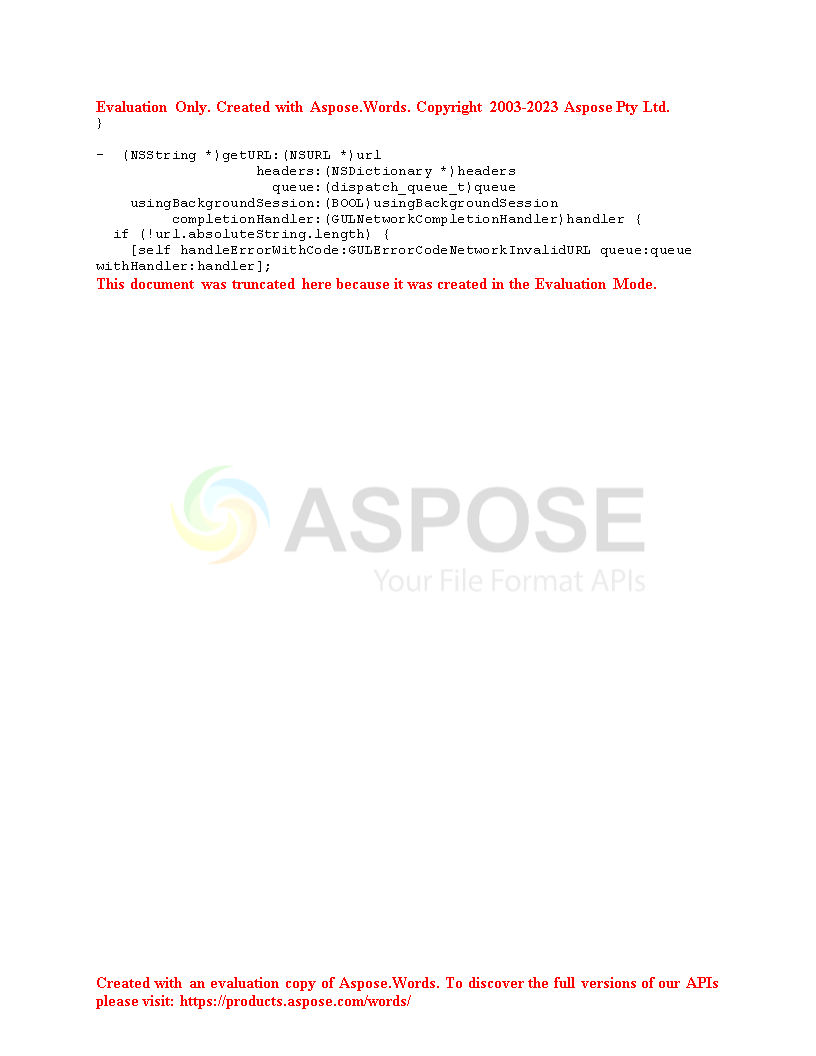 Evaluation Only. Created with Aspose.Words. Copyright 2003-2023 Aspose Pty Ltd.
}
- (NSString *)getURL:(NSURL *)url
headers:(NSDictionary *)headers
queue:(dispatch_queue_t)queue
usingBackgroundSession:(BOOL)usingBackgroundSession
completionHandler:(GULNetworkCompletionHandler)handler {
if (!url.absoluteString.length) {
[self handleErrorWithCode:GULErrorCodeNetworkInvalidURL queue:queue
withHandler:handler];
This document was truncated here because it was created in the Evaluation Mode.
ASPOSE
Your File Format APIs
Created with an evaluation copy of Aspose.Words. To discover the full versions of our APIs
please visit: https://products.aspose.com/words/